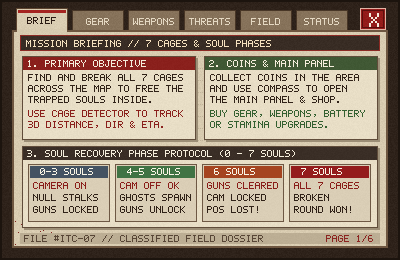 BRIEF GEAR WEAPONS THREATS FIELD STATUS X
MISSION BRIEFING // 7 CAGES & SOUL PHASES
1. PRIMARY OBJECTIVE
FIND AND BREAK ALL 7 CAGES
ACROSS THE MAP TO FREE THE
TRAPPED SOULS INSIDE.
USE CAGE DETECTOR TO TRACK
3D DISTANCE, DIR & ETA.
2. COINS & MAIN PANEL
COLLECT COINS IN THE AREA
AND USE COMPASS TO OPEN
THE MAIN PANEL & SHOP.
BUY GEAR, WEAPONS, BATTERY
OR STAMINA UPGRADES.
3. SOUL RECOVERY PHASE PROTOCOL (0 - 7 SOULS)
0-3 SOULS
CAMERA ON
NULL STALKS
GUNS LOCKED
4-5 SOULS
CAM OFF OK
GHOSTS SPAWN
GUNS UNLOCK
6 SOULS
GUNS CLEARED
CAM LOCKED
POS LOST!
7 SOULS
ALL 7 CAGES
BROKEN
ROUND WON!
FILE #ITC-07 // CLASSIFIED FIELD DOSSIER PAGE 1/6